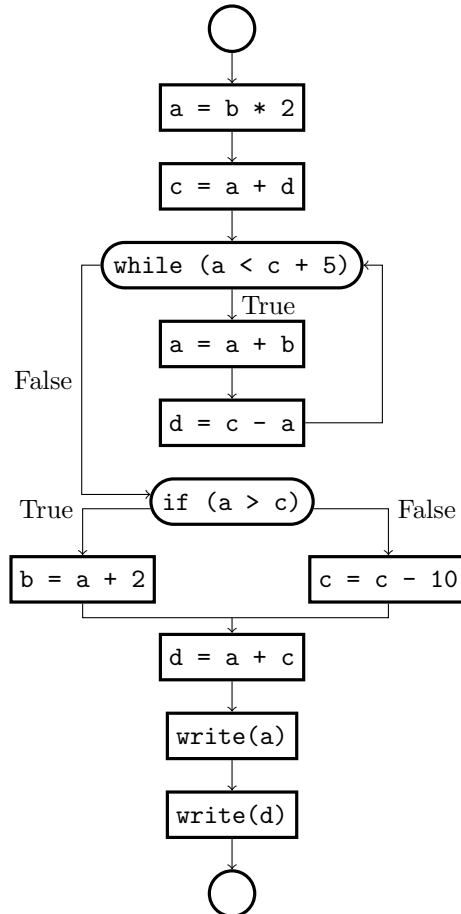 a = b * 2
c = a + d
while (a < c + 5)
True
a = a + b
False
d = c - a
if (a > c)
True
False
b = a + 2
c = c - 10
d = a + c
write(a)
write(d)